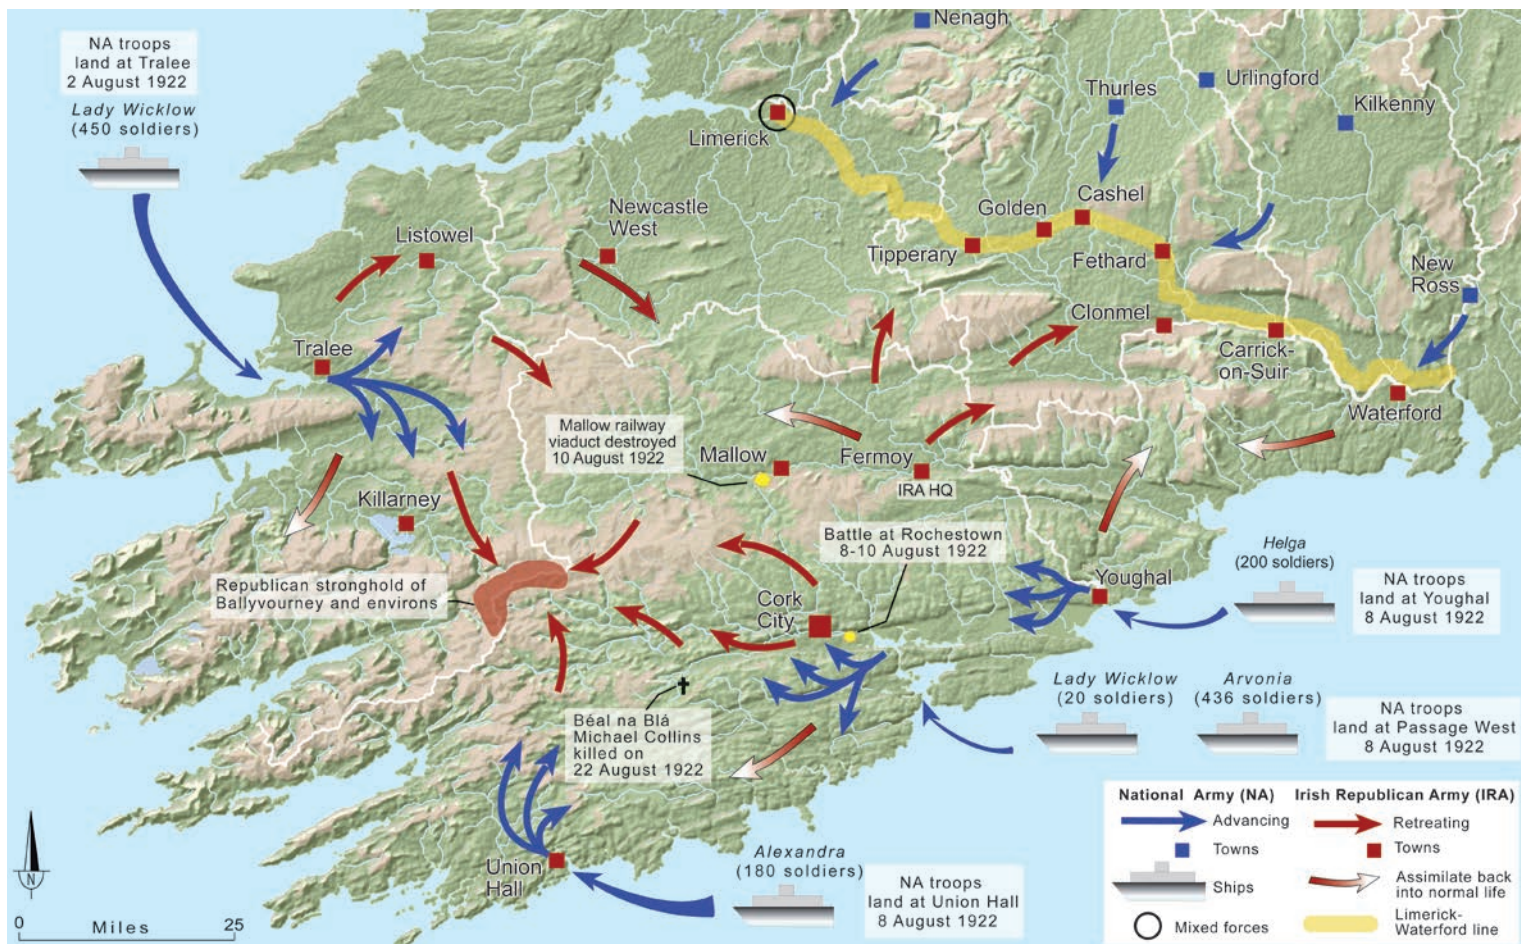 NA troops
land at Tralee
2 August 1922
Lady Wicklow
(450 soldiers)
Nenagh
Urlingford
Thurles
Kilkenny
Limerick
Cashel
Golden
Newcastle
West
Listowel
Tipperary
Fethard
New
Ross
Clonmel
Tralee
Carrick-
on-Suir
Waterford
Mallow railway
viaduct destroyed
10 August 1922
Mallow
Fermoy
IRA HQ
Killarney
Battle at Rochestown
8-10 August 1922
Helga
(200 soldiers)
NA troops
land at Youghal
8 August 1922
Youghal
Republican stronghold of
Ballyvourney and environs
Cork
City
Lady Wicklow
(20 soldiers)
Arvonia
(436 soldiers)
NA troops
land at Passage West
8 August 1922
Béal na Blá
Michael Collins
killed on
22 August 1922
Union
Hall
Alexandra
(180 soldiers)
NA troops
land at Union Hall
8 August 1922
National Army (NA)
Advancing
Towns
Ships
Mixed forces
Irish Republican Army (IRA)
Retreating
Towns
Assimilate back
into normal life
Limerick-
Waterford line
N
0 Miles 25